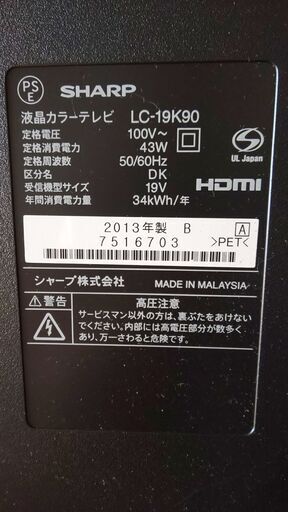 PS
E
SHARP
液晶カラーテレビ LC-19K90
定格電圧 100V~
定格消費電力 43W
定格周波数 50/60Hz
区分名 DK
受信機型サイズ 19V
年間消費電力量 34kWh/年
UL Japan
HDMI
2013年製 B
7516703
A
>PET<
シャープ株式会社 MADE IN MALAYSIA
警告 高圧注意
サービスマン以外の方は、裏ぶたをあけない
でください。内部には高電圧部分が数多く
あり、万一さわると危険です。